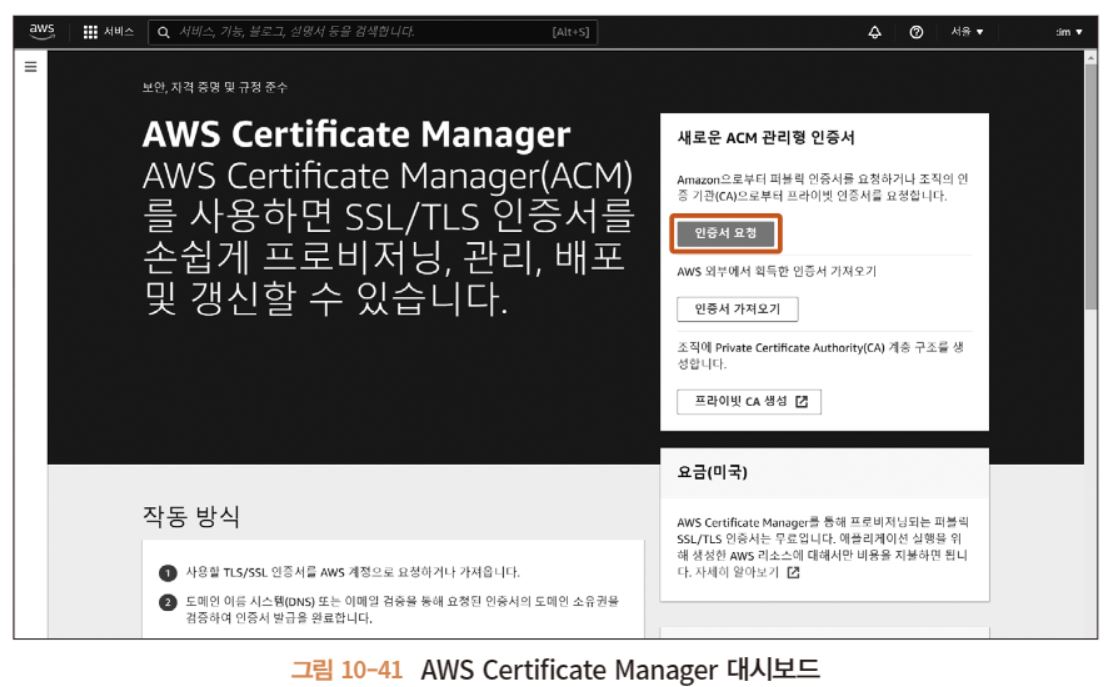 aws
서비스
서비스, 기능, 블로그, 설명서 등을 검색합니다.
[Alt+S]
서울 ▼
:im ▼
보안, 자격 증명 및 규정 준수
AWS Certificate Manager
AWS Certificate Manager(ACM)
를 사용하면 SSL/TLS 인증서를
손쉽게 프로비저닝, 관리, 배포
및 갱신할 수 있습니다.
새로운 ACM 관리형 인증서
Amazon으로부터 퍼블릭 인증서를 요청하거나 조직의 인
증 기관(CA)으로부터 프라이빗 인증서를 요청합니다.
인증서 요청
AWS 외부에서 획득한 인증서 가져오기
인증서 가져오기
조직에 Private Certificate Authority(CA) 계층 구조를 생
성합니다.
프라이빗 CA 생성
요금(미국)
AWS Certificate Manager를 통해 프로비저닝되는 퍼블릭
SSL/TLS 인증서는 무료입니다. 애플리케이션 실행을 위
해 생성한 AWS 리소스에 대해서만 비용을 지불하면 됩니
다. 자세히 알아보기
작동 방식
1 사용할 TLS/SSL 인증서를 AWS 계정으로 요청하거나 가져옵니다.
2 도메인 이름 시스템(DNS) 또는 이메일 검증을 통해 요청된 인증서의 도메인 소유권을
검증하여 인증서 발급을 완료합니다.
그림 10-41 AWS Certificate Manager 대시보드